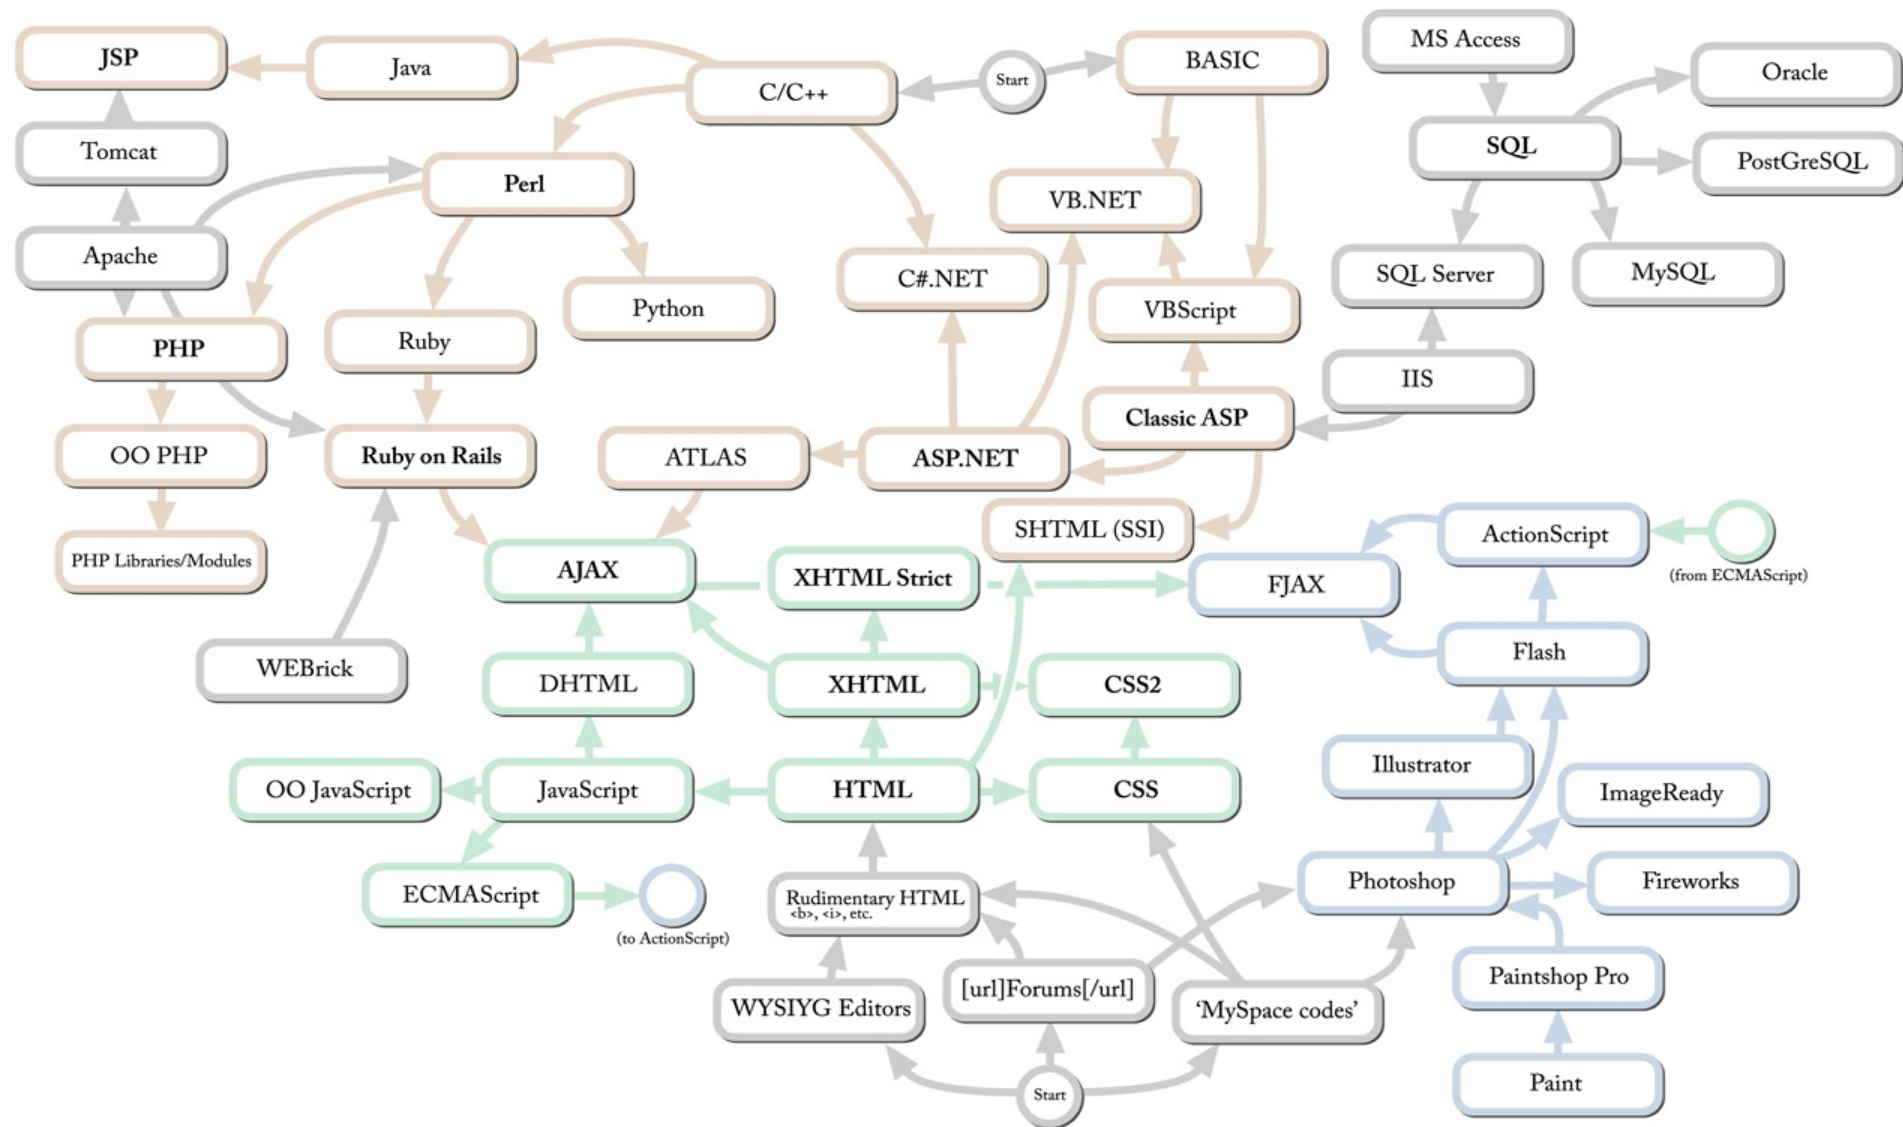 JSP
Java
C/C++
Start
BASIC
MS Access
Oracle
Tomcat
SQL
PostGreSQL
Perl
VB.NET
Apache
C#.NET
SQL Server
MySQL
Python
VBScript
PHP
Ruby
IIS
Classic ASP
OO PHP
Ruby on Rails
ATLAS
ASP.NET
SHTML (SSI)
ActionScript
(from ECMAScript)
PHP Libraries/Modules
AJAX
XHTML Strict
FJAX
WEBrick
DHTML
XHTML
CSS2
Flash
Illustrator
OO JavaScript
JavaScript
HTML
CSS
ImageReady
ECMAScript
(to ActionScript)
Rudimentary HTML
<b>, <i>, etc.
Photoshop
Fireworks
WYSIYG Editors
[url]Forums[/url]
‘MySpace codes’
Paintshop Pro
Start
Paint